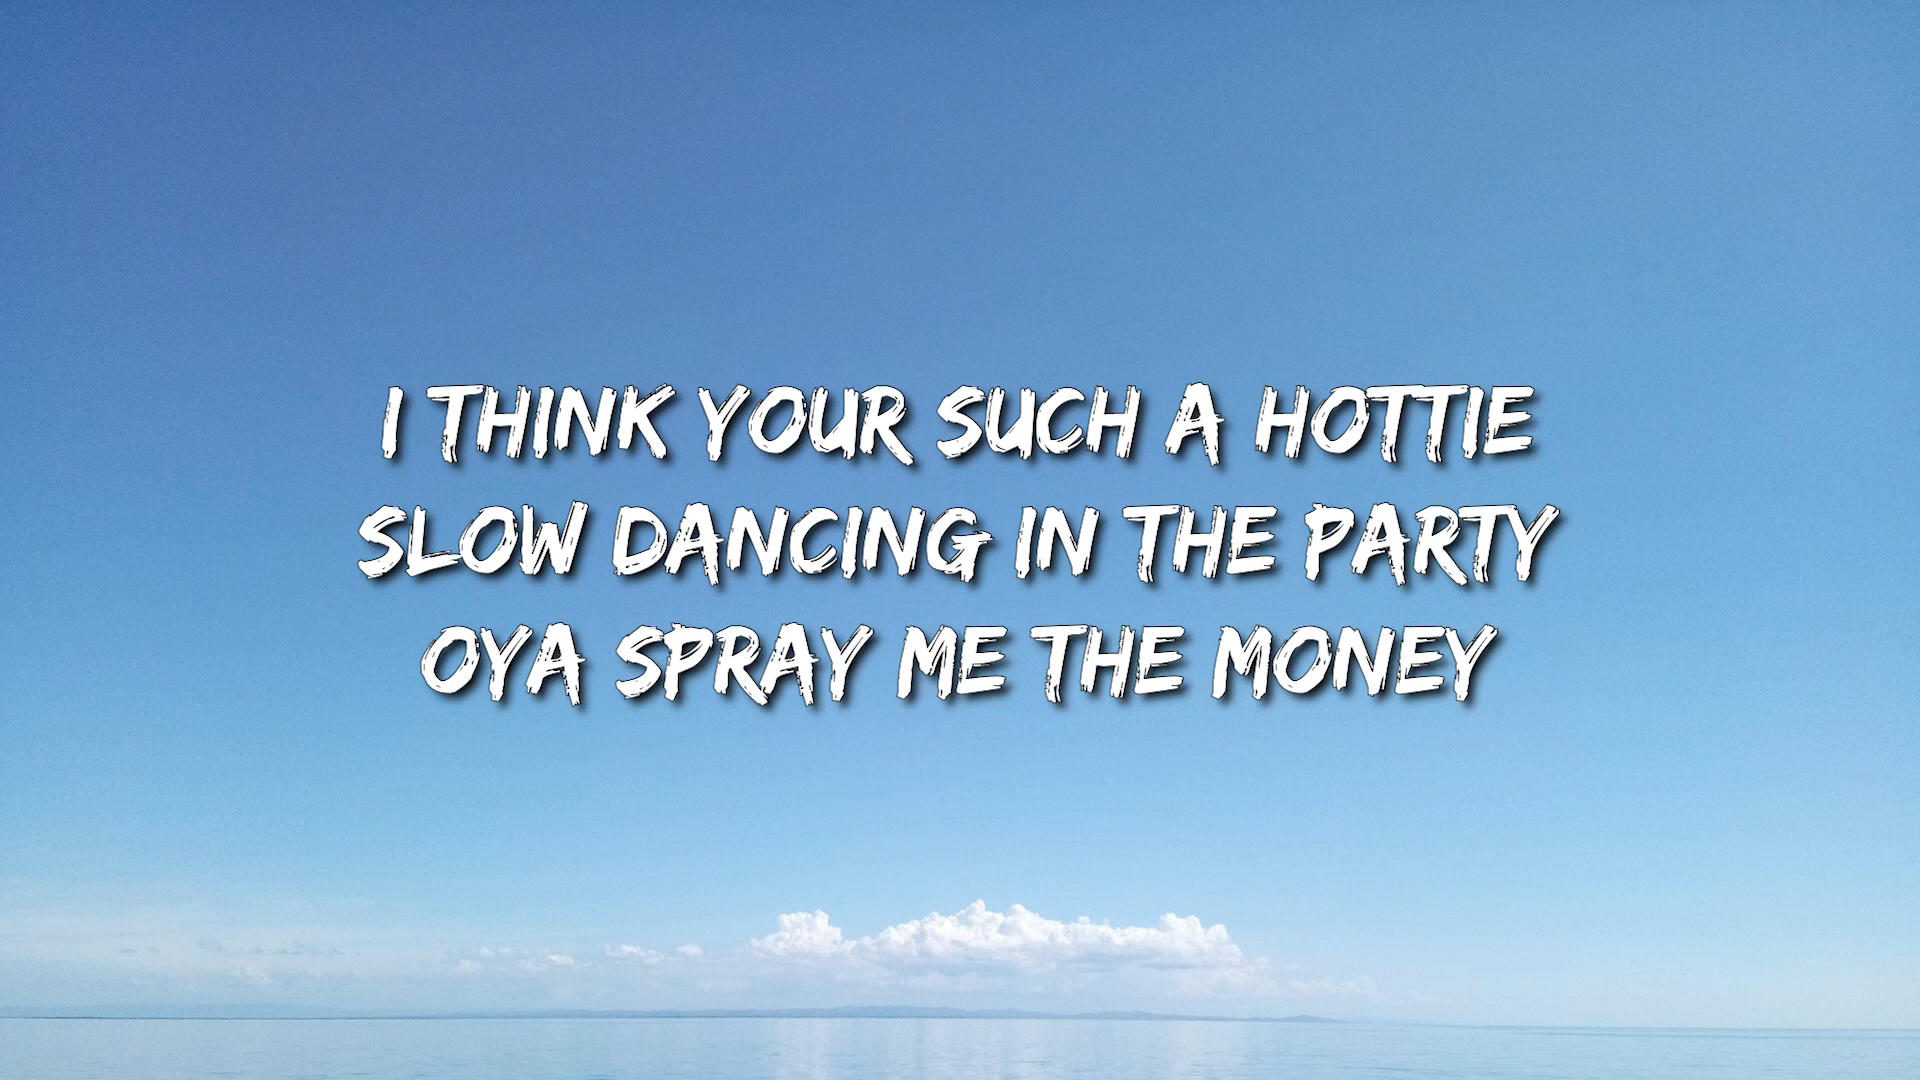 I THINK YOUR SUCH A HOTTIE
SLOW DANCING IN THE PARTY
OYA SPRAY ME THE MONEY